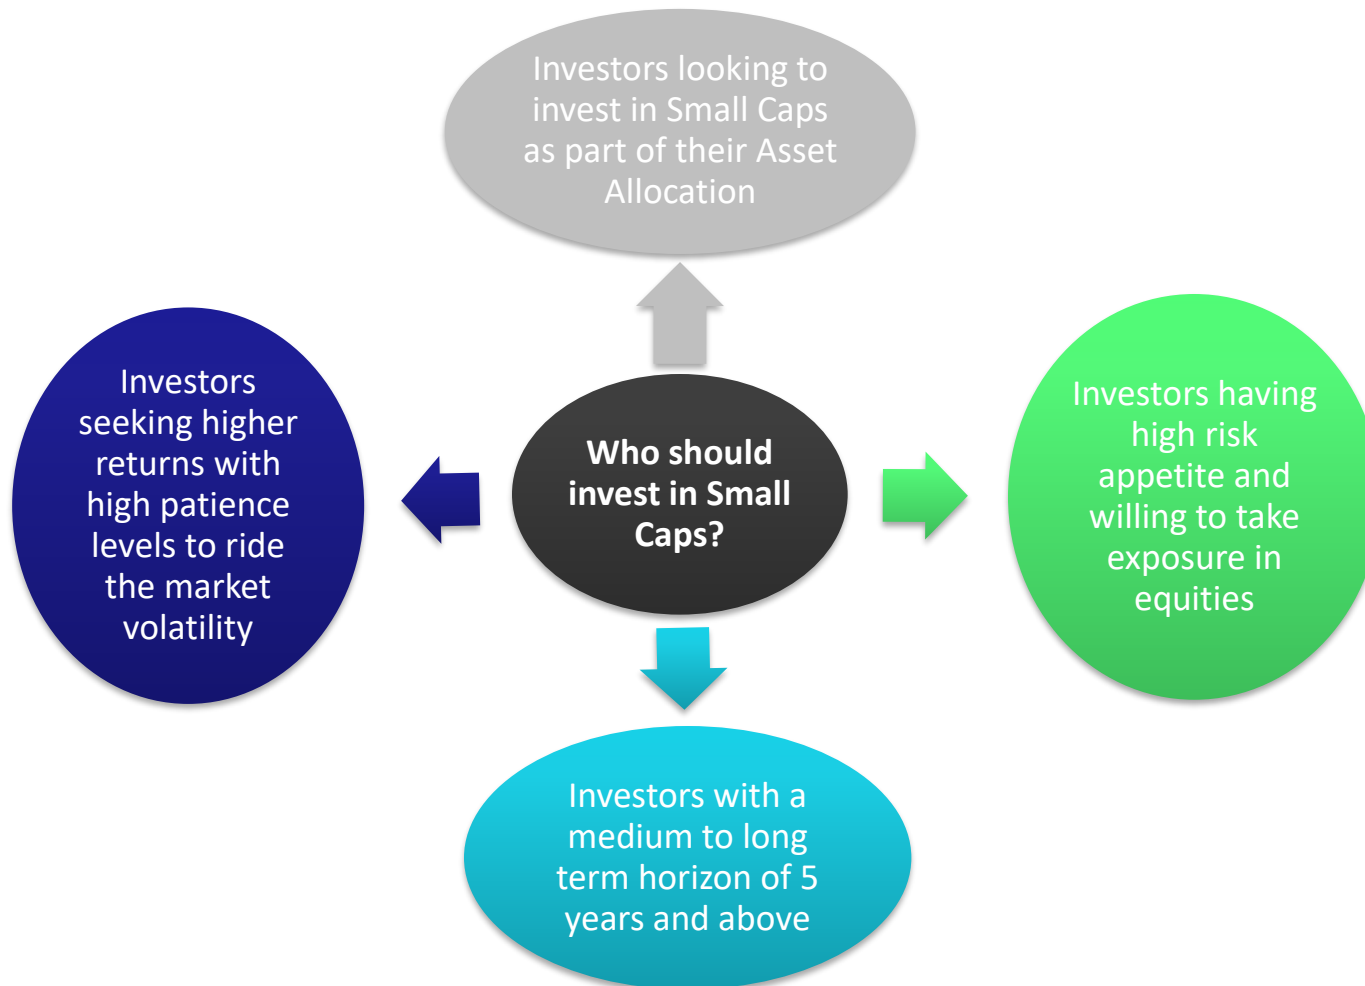 Investors looking to
invest in Small Caps
as part of their Asset
Allocation
Investors
seeking higher
returns with
high patience
levels to ride
the market
volatility
Who should
invest in Small
Caps?
Investors having
high risk
appetite and
willing to take
exposure in
equities
Investors with a
medium to long
term horizon of 5
years and above